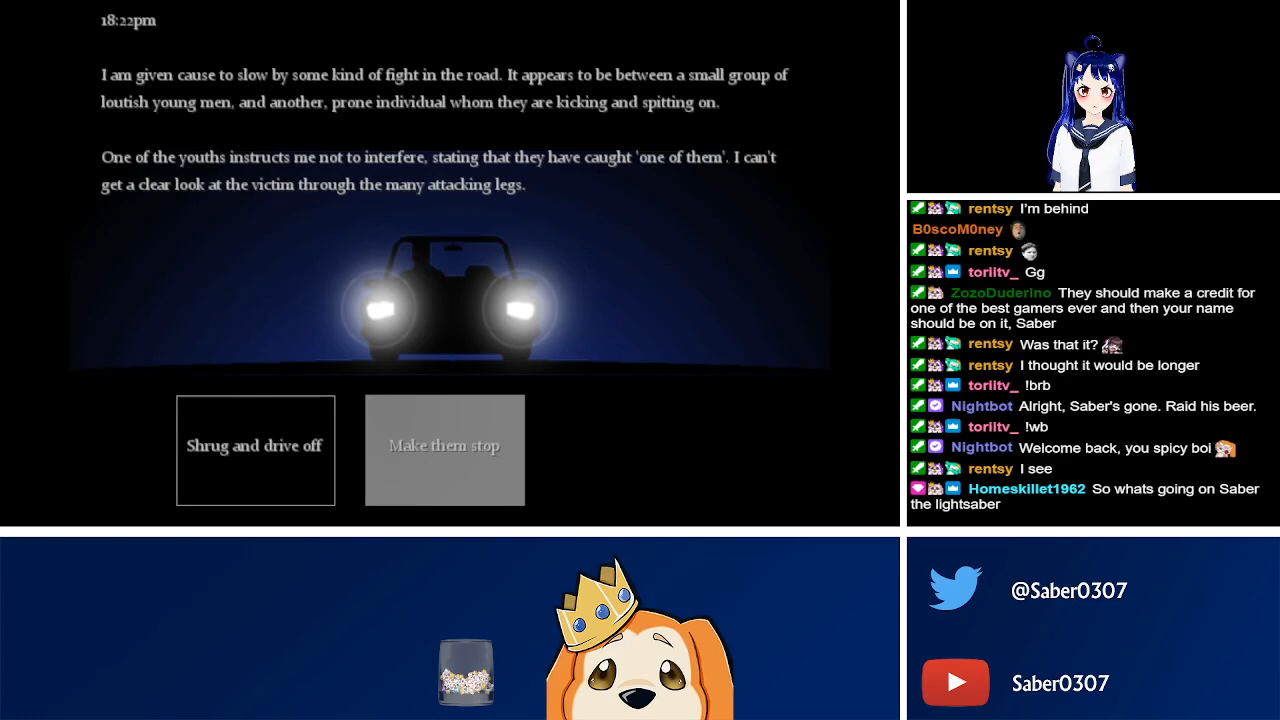 18:22pm
I am given cause to slow by some kind of fight in the road. It appears to be between a small group of
loutish young men, and another, prone individual whom they are kicking and spitting on.
One of the youths instructs me not to interfere, stating that they have caught 'one of them'. I can't
get a clear look at the victim through the many attacking legs.
Shrug and drive off
Make them stop
rentsy I'm behind
B0scoM0ney
rentsy
toriitv_ Gg
ZozoDuderino They should make a credit for
one of the best gamers ever and then your name
should be on it, Saber
rentsy Was that it?
rentsy I thought it would be longer
toriitv_ !brb
Nightbot Alright, Saber's gone. Raid his beer.
toriitv_ !wb
Nightbot Welcome back, you spicy boi
rentsy I see
Homeskillet1962 So whats going on Saber
the lightsaber
@Saber0307
Saber0307